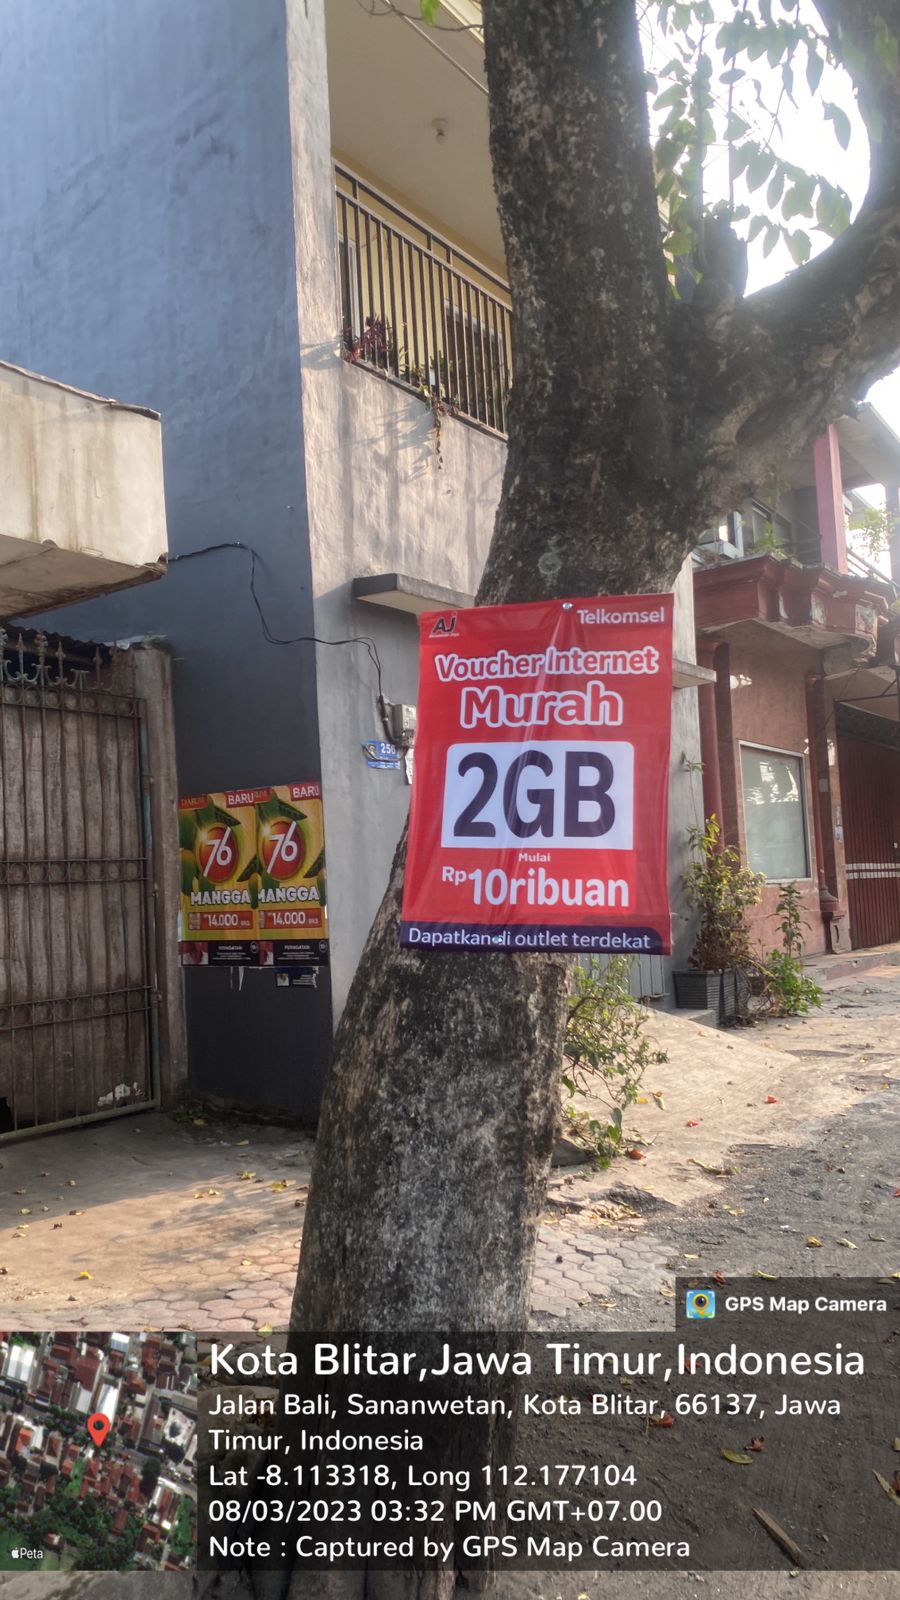 AJ
Telkomsel
Voucher Internet
Murah
2GB
Mulai
Rp10ribuan
Dapatkan di outlet terdekat
256
BARU
BARU
76
76
MANGGA
MANGGA
14.000
14.000
PERINGATAN
PERINGATAN
GPS Map Camera
Kota Blitar,Jawa Timur,Indonesia
Jalan Bali, Sananwetan, Kota Blitar, 66137, Jawa
Timur, Indonesia
Lat -8.113318, Long 112.177104
08/03/2023 03:32 PM GMT+07.00
Note : Captured by GPS Map Camera
Peta